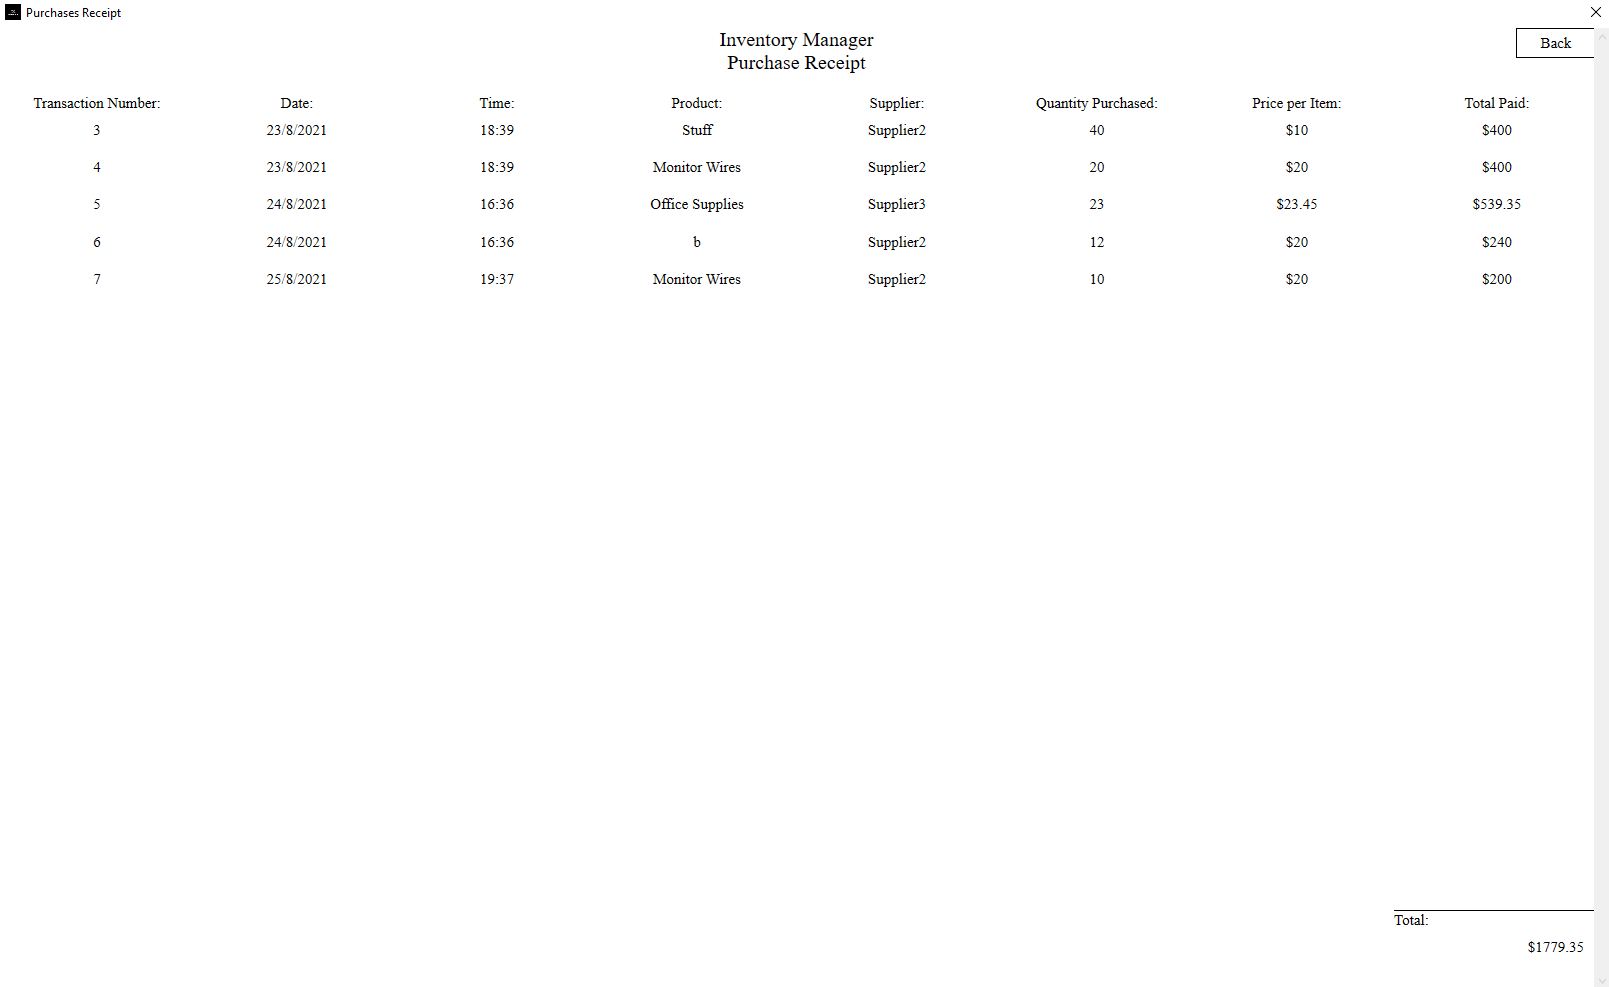 Purchases Receipt
Inventory Manager
Back
Purchase Receipt
Transaction Number: Date: Time: Product: Supplier: Quantity Purchased: Price per Item: Total Paid:
3 23/8/2021 18:39 Stuff Supplier2 40 $10 $400
4 23/8/2021 18:39 Monitor Wires Supplier2 20 $20 $400
5 24/8/2021 16:36 Office Supplies Supplier3 23 $23.45 $539.35
6 24/8/2021 16:36 b Supplier2 12 $20 $240
7 25/8/2021 19:37 Monitor Wires Supplier2 10 $20 $200
Total:
$1779.35